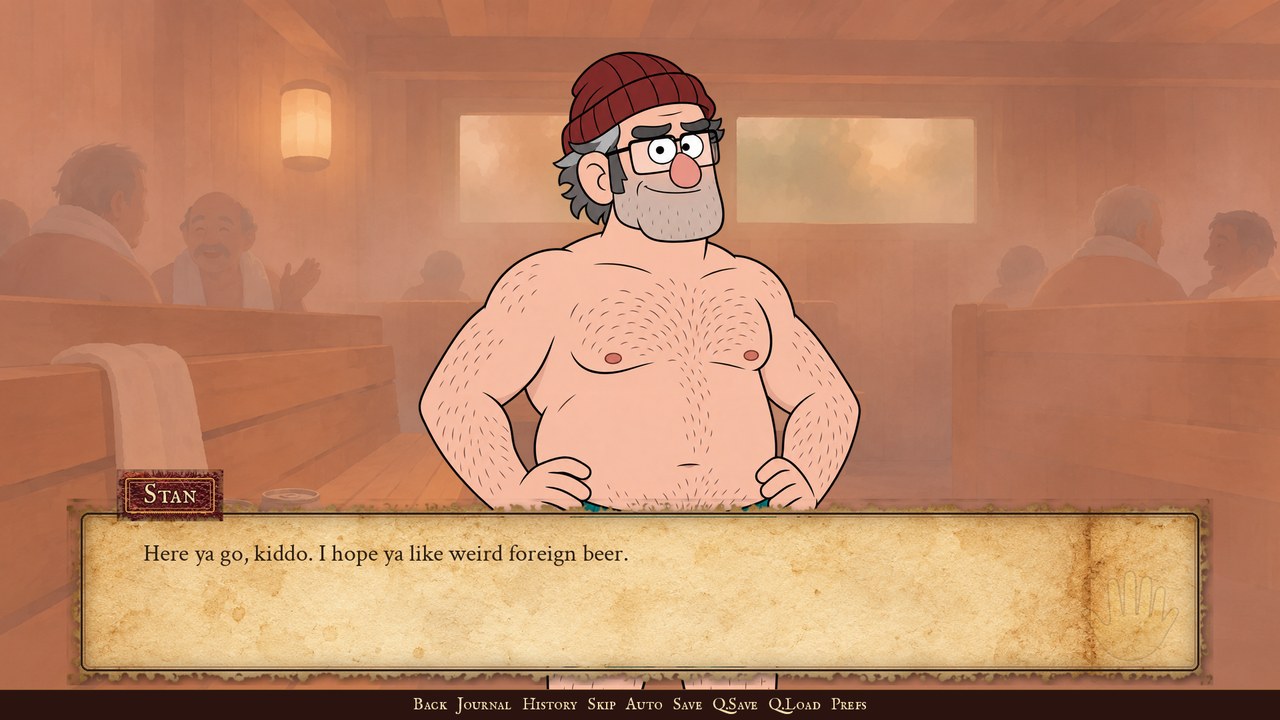 Stan
Here ya go, kiddo. I hope ya like weird foreign beer.
Back Journal History Skip Auto Save Q.Save Q.Load Prefs